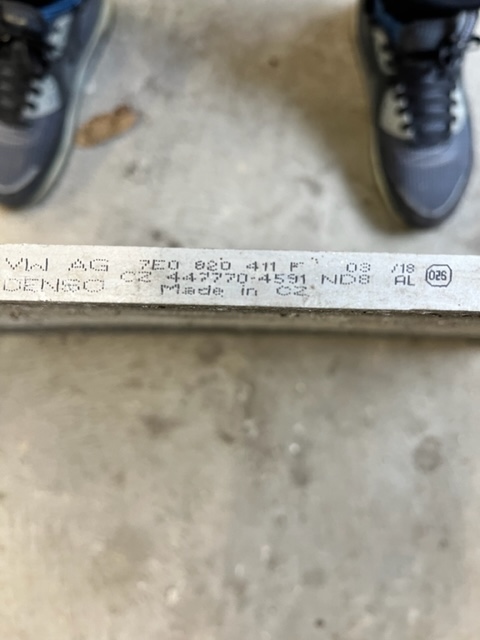 VW AG 7E0 820 411 F 03 /18
DENSO CZ 447770-4591 ND8 AL 026
Made in CZ